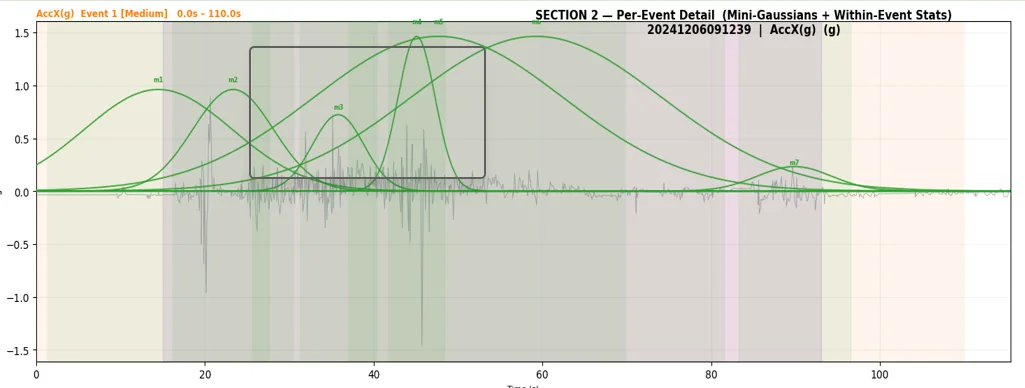 AccX(g) Event 1 [Medium] 0.0s - 110.0s
SECTION 2 — Per-Event Detail (Mini-Gaussians + Within-Event Stats)
20241206091239 | AccX(g) (g)
m4 m5 m6
m1 m2 m3 m7
1.5
1.0
0.5
0.0
−0.5
−1.0
−1.5
0 20 40 60 80 100